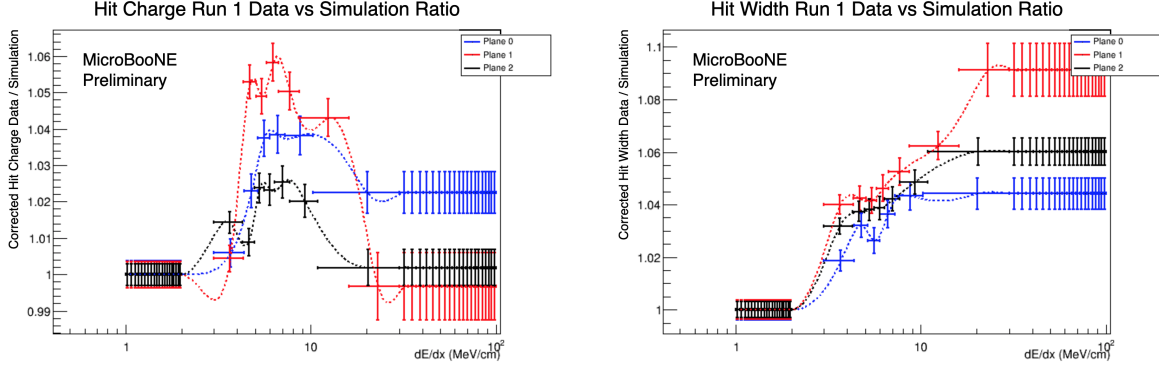 Hit Charge Run 1 Data vs Simulation Ratio
Corrected Hit Charge Data / Simulation
MicroBooNE
Preliminary
Plane 0
Plane 1
Plane 2
1.06
1.05
1.04
1.03
1.02
1.01
1
0.99
1
10
10²
dE/dx (MeV/cm)
Hit Width Run 1 Data vs Simulation Ratio
Corrected Hit Width Data / Simulation
MicroBooNE
Preliminary
Plane 0
Plane 1
Plane 2
1.1
1.08
1.06
1.04
1.02
1
1
10
10²
dE/dx (MeV/cm)